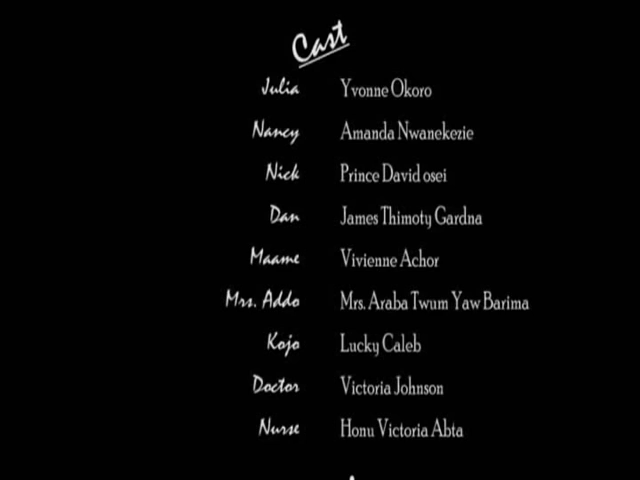 Cast
Julia Yvonne Okoro
Nancy Amanda Nwanekezie
Nick Prince David osei
Dan James Thimoty Gardna
Maame Vivienne Achor
Mrs. Addo Mrs. Araba Twum Yaw Barima
Kojo Lucky Caleb
Doctor Victoria Johnson
Nurse Honu Victoria Abta